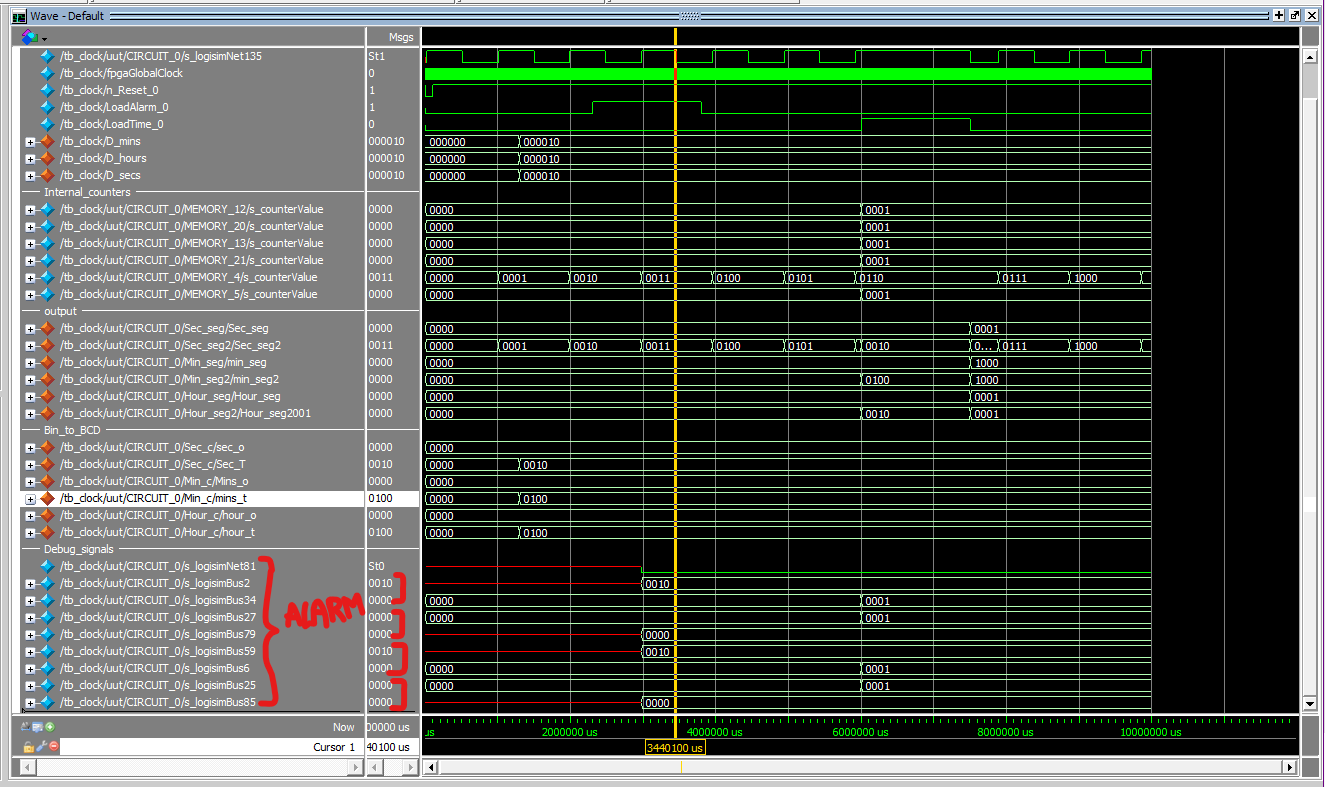 Wave - Default
Msgs
/tb_clock/uut/CIRCUIT_0/s_logisimNet135 St1
/tb_clock/fpgaGlobalClock 0
/tb_clock/n_Reset_0 1
/tb_clock/LoadAlarm_0 1
/tb_clock/LoadTime_0 0
/tb_clock/D_mins 000010 000000 000010
/tb_clock/D_hours 000010 000000 000010
/tb_clock/D_secs 000010 000000 000010
Internal_counters
/tb_clock/uut/CIRCUIT_0/MEMORY_12/s_counterValue 0000 0000 0001
/tb_clock/uut/CIRCUIT_0/MEMORY_20/s_counterValue 0000 0000 0001
/tb_clock/uut/CIRCUIT_0/MEMORY_13/s_counterValue 0000 0000 0001
/tb_clock/uut/CIRCUIT_0/MEMORY_21/s_counterValue 0000 0000 0001
/tb_clock/uut/CIRCUIT_0/MEMORY_4/s_counterValue 0011 0000 0001 0010 0011 0100 0101 0110 0111 1000
/tb_clock/uut/CIRCUIT_0/MEMORY_5/s_counterValue 0000 0000 0001
output
/tb_clock/uut/CIRCUIT_0/Sec_seg/Sec_seg 0000 0000 0001
/tb_clock/uut/CIRCUIT_0/Sec_seg2/Sec_seg2 0011 0000 0001 0010 0011 0100 0101 0010 0... 0111 1000
/tb_clock/uut/CIRCUIT_0/Min_seg/min_seg 0000 0000 1000
/tb_clock/uut/CIRCUIT_0/Min_seg2/min_seg2 0000 0000 0100 1000
/tb_clock/uut/CIRCUIT_0/Hour_seg/Hour_seg 0000 0000 0001
/tb_clock/uut/CIRCUIT_0/Hour_seg2/Hour_seg2001 0000 0000 0010 0001
Bin_to_BCD
/tb_clock/uut/CIRCUIT_0/Sec_c/sec_o 0000 0000
/tb_clock/uut/CIRCUIT_0/Sec_c/Sec_T 0010 0000 0010
/tb_clock/uut/CIRCUIT_0/Min_c/Mins_o 0000 0000
/tb_clock/uut/CIRCUIT_0/Min_c/mins_t 0100 0000 0100
/tb_clock/uut/CIRCUIT_0/Hour_c/hour_o 0000 0000
/tb_clock/uut/CIRCUIT_0/Hour_c/hour_t 0100 0000 0100
Debug_signals
/tb_clock/uut/CIRCUIT_0/s_logisimNet81 St0
/tb_clock/uut/CIRCUIT_0/s_logisimBus2 0010 0010
/tb_clock/uut/CIRCUIT_0/s_logisimBus34 0000 0000 0001
ALARM
/tb_clock/uut/CIRCUIT_0/s_logisimBus27 0000 0000 0001
/tb_clock/uut/CIRCUIT_0/s_logisimBus79 0000 0000
/tb_clock/uut/CIRCUIT_0/s_logisimBus59 0010 0010
/tb_clock/uut/CIRCUIT_0/s_logisimBus6 0000 0000 0001
/tb_clock/uut/CIRCUIT_0/s_logisimBus25 0000 0000 0001
/tb_clock/uut/CIRCUIT_0/s_logisimBus85 0000 0000
Now 00000 us us 2000000 us 4000000 us 6000000 us 8000000 us 10000000 us
Cursor 1 40100 us 3440100 us